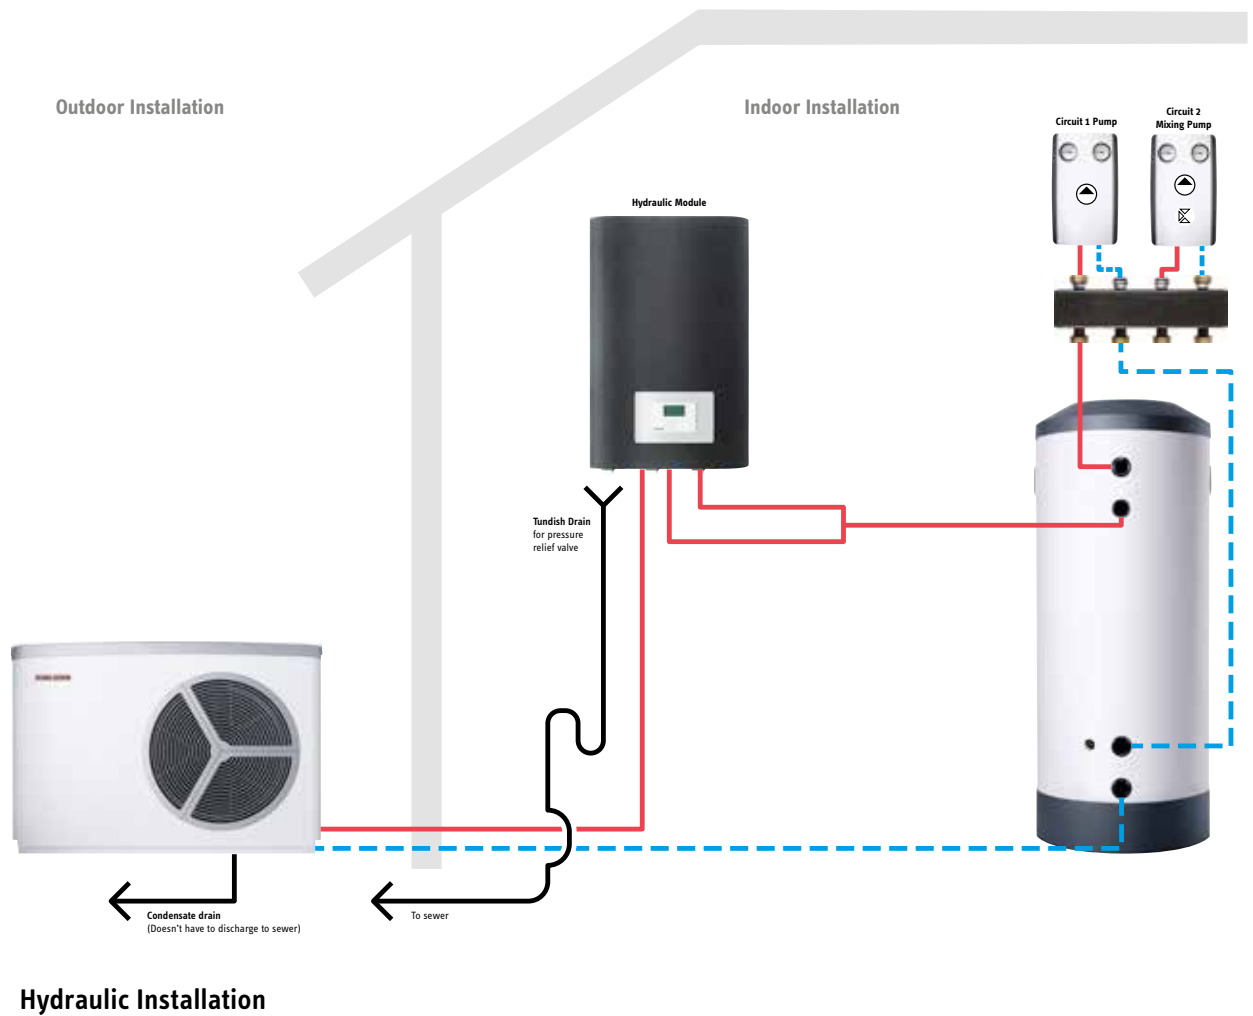 Outdoor Installation
Indoor Installation
Circuit 1 Pump
Circuit 2
Mixing Pump
Hydraulic Module
Tundish Drain
for pressure
relief valve
Condensate drain
(Doesn't have to discharge to sewer)
To sewer
Hydraulic Installation